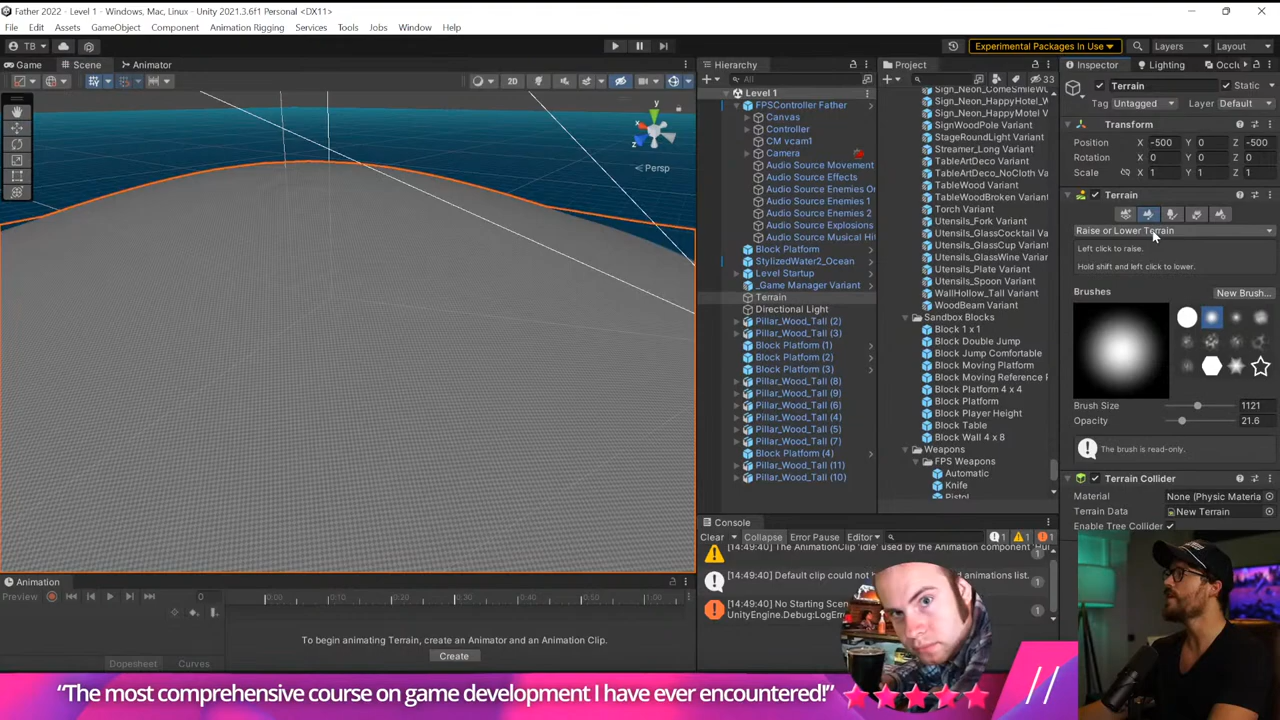 Father 2022 - Level 1 - Windows, Mac, Linux - Unity 2021.3.6f1 Personal <DX11>
File Edit Assets GameObject Component Animation Rigging Services Tools Jobs Window Help
TB Experimental Packages In Use Layers Layout
Game Scene Animator
2D
y
x
z
Persp
Hierarchy
All
Level 1
FPSController Father
Canvas
Controller
CM vcam1
Camera
Audio Source Movement
Audio Source Effects
Audio Source Enemies On
Audio Source Enemies 1
Audio Source Enemies 2
Audio Source Explosions
Audio Source Musical Hi
Block Platform
StylizedWater2_Ocean
Level Startup
_Game Manager Variant
Terrain
Directional Light
Pillar_Wood_Tall (2)
Pillar_Wood_Tall (3)
Block Platform (1)
Block Platform (2)
Block Platform (3)
Pillar_Wood_Tall (8)
Pillar_Wood_Tall (9)
Pillar_Wood_Tall (6)
Pillar_Wood_Tall (4)
Pillar_Wood_Tall (5)
Pillar_Wood_Tall (7)
Block Platform (4)
Pillar_Wood_Tall (11)
Pillar_Wood_Tall (10)
Project
33
Sign_Neon_ComeSmileWo
Sign_Neon_HappyHotel_W
Sign_Neon_HappyMotel V
SignWoodPole Variant
StageRoundLight Variant
Streamer_Long Variant
TableArtDeco Variant
TableArtDeco_NoCloth Va
TableWood Variant
TableWoodBroken Variant
Torch Variant
Utensils_Fork Variant
Utensils_GlassCocktail Va
Utensils_GlassCup Variant
Utensils_GlassWine Varian
Utensils_Plate Variant
Utensils_Spoon Variant
WallHollow_Tall Variant
WoodBeam Variant
Sandbox Blocks
Block 1 x 1
Block Double Jump
Block Jump Comfortable
Block Moving Platform
Block Moving Reference P
Block Platform 4 x 4
Block Platform
Block Player Height
Block Table
Block Wall 4 x 8
Weapons
FPS Weapons
Automatic
Knife
Pistol
Inspector Lighting Occlu
Terrain Static
Tag Untagged Layer Default
Transform
Position X -500 Y 0 Z -500
Rotation X 0 Y 0 Z 0
Scale X 1 Y 1 Z 1
Terrain
Raise or Lower Terrain
Left click to raise.
Hold shift and left click to lower.
Brushes New Brush...
Brush Size 1121
Opacity 21.6
The brush is read-only.
Terrain Collider
Material None (Physic Materia
Terrain Data New Terrain
Enable Tree Collider
Console
Clear Collapse Error Pause Editor 1 1 1
[14:49:40] The AnimationClip 'Idle' used by the Animation component 'Hu
1
[14:49:40] Default clip could not animations list.
1
[14:49:40] No Starting Scen
UnityEngine.Debug:LogErr
1
Animation
Preview 0 0:00 0:10 0:20 0:30 0:40 0:50 1:00
To begin animating Terrain, create an Animator and an Animation Clip.
Create
Dopesheet Curves
“The most comprehensive course on game development I have ever encountered!”
//